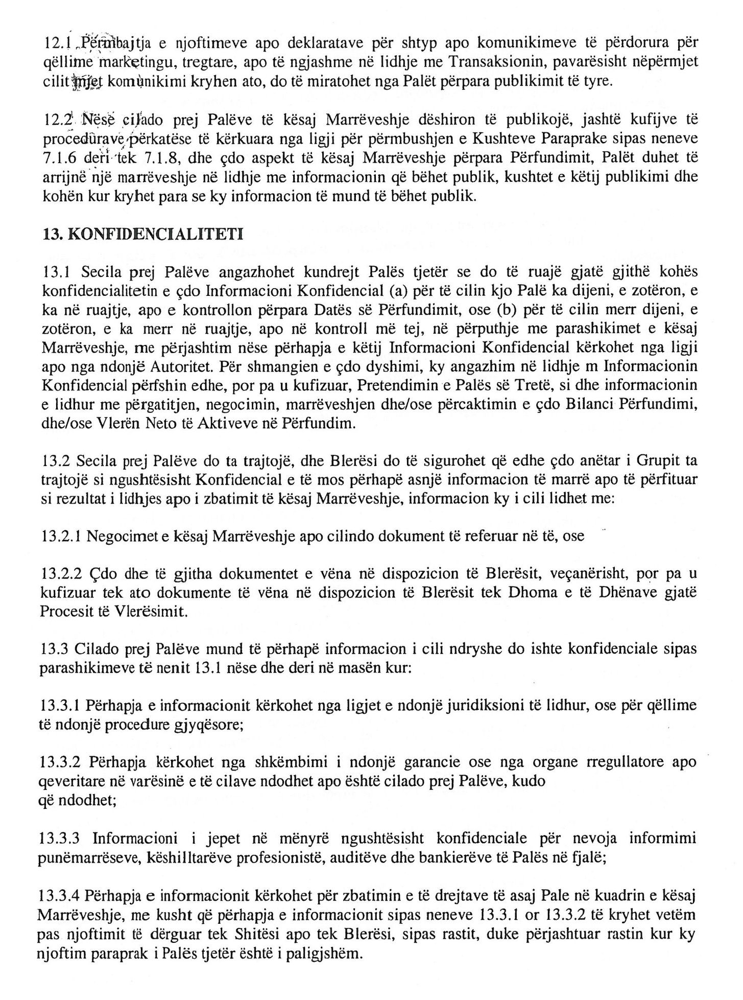 12.1 Përmbajtja e njoftimeve apo deklaratave për shtyp apo komunikimeve të përdorura për
qëllime marketingu, tregtare, apo të ngjashme në lidhje me Transaksionin, pavarësisht nëpërmjet
cilit mjet komunikimi kryhen ato, do të miratohet nga Palët përpara publikimit të tyre.
12.2 Nëse cilado prej Palëve të kësaj Marrëveshje dëshiron të publikojë, jashtë kufijve të
procedurave përkatëse të kërkuara nga ligji për përmbushjen e Kushteve Paraprake sipas neneve
7.1.6 deri tek 7.1.8, dhe çdo aspekt të kësaj Marrëveshje përpara Përfundimit, Palët duhet të
arrijnë një marrëveshje në lidhje me informacionin që bëhet publik, kushtet e këtij publikimi dhe
kohën kur kryhet para se ky informacion të mund të bëhet publik.
13. KONFIDENCIALITETI
13.1 Secila prej Palëve angazhohet kundrejt Palës tjetër se do të ruajë gjatë gjithë kohës
konfidencialitetin e çdo Informacioni Konfidencial (a) për të cilin kjo Palë ka dijeni, e zotëron, e
ka në ruajtje, apo e kontrollon përpara Datës së Përfundimit, ose (b) për të cilin merr dijeni, e
zotëron, e ka merr në ruajtje, apo në kontroll më tej, në përputhje me parashikimet e kësaj
Marrëveshje, me përjashtim nëse përhapja e këtij Informacioni Konfidencial kërkohet nga ligji
apo nga ndonjë Autoritet. Për shmangien e çdo dyshimi, ky angazhim në lidhje m Informacionin
Konfidencial përfshin edhe, por pa u kufizuar, Pretendimin e Palës së Tretë, si dhe informacionin
e lidhur me përgatitjen, negocimin, marrëveshjen dhe/ose përcaktimin e çdo Bilanci Përfundimi,
dhe/ose Vlerën Neto të Aktiveve në Përfundim.
13.2 Secila prej Palëve do ta trajtojë, dhe Blerësi do të sigurohet që edhe çdo anëtar i Grupit ta
trajtojë si ngushtësisht Konfidencial e të mos përhapë asnjë informacion të marrë apo të përfituar
si rezultat i lidhjes apo i zbatimit të kësaj Marrëveshje, informacion ky i cili lidhet me:
13.2.1 Negocimet e kësaj Marrëveshje apo cilindo dokument të referuar në të, ose
13.2.2 Çdo dhe të gjitha dokumentet e vëna në dispozicion të Blerësit, veçanërisht, por pa u
kufizuar tek ato dokumente të vëna në dispozicion të Blerësit tek Dhoma e të Dhënave gjatë
Procesit të Vlerësimit.
13.3 Cilado prej Palëve mund të përhapë informacion i cili ndryshe do ishte konfidenciale sipas
parashikimeve të nenit 13.1 nëse dhe deri në masën kur:
13.3.1 Përhapja e informacionit kërkohet nga ligjet e ndonjë juridiksioni të lidhur, ose për qëllime
të ndonjë procedure gjyqësore;
13.3.2 Përhapja kërkohet nga shkëmbimi i ndonjë garancie ose nga organe rregullatore apo
qeveritare në varësinë e të cilave ndodhet apo është cilado prej Palëve, kudo
që ndodhet;
13.3.3 Informacioni i jepet në mënyrë ngushtësisht konfidenciale për nevoja informimi
punëmarrëseve, këshilltarëve profesionistë, auditëve dhe bankierëve të Palës në fjalë;
13.3.4 Përhapja e informacionit kërkohet për zbatimin e të drejtave të asaj Pale në kuadrin e kësaj
Marrëveshje, me kusht që përhapja e informacionit sipas neneve 13.3.1 or 13.3.2 të kryhet vetëm
pas njoftimit të dërguar tek Shitësi apo tek Blerësi, sipas rastit, duke përjashtuar rastin kur ky
njoftim paraprak i Palës tjetër është i paligjshëm.